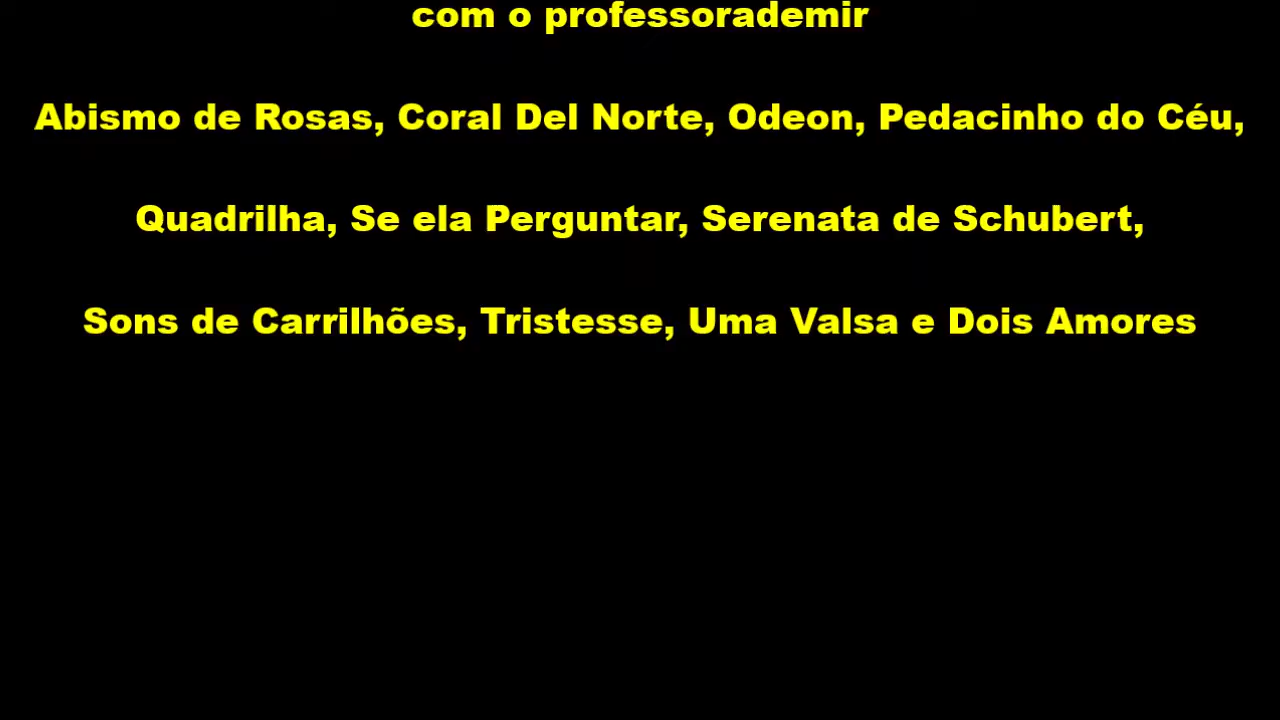 com o professorademir
Abismo de Rosas, Coral Del Norte, Odeon, Pedacinho do Céu,
Quadrilha, Se ela Perguntar, Serenata de Schubert,
Sons de Carrilhões, Tristesse, Uma Valsa e Dois Amores